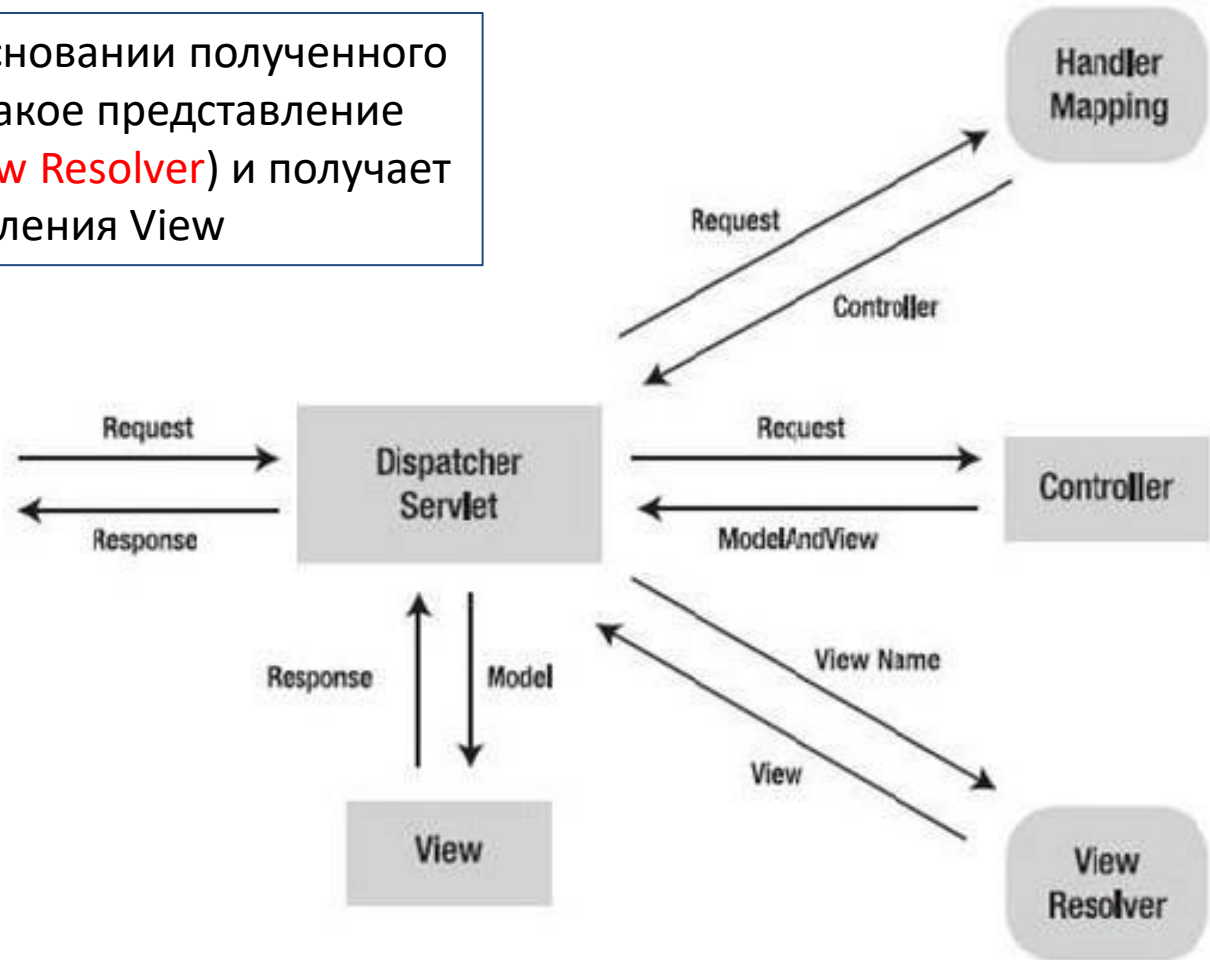 сновании полученного
акое представление
w Resolver) и получает
ления View
Handler
Mapping
Request
Controller
Request
Response
Dispatcher
Servlet
Request
ModelAndView
Controller
Response
Model
View Name
View
View
View
Resolver